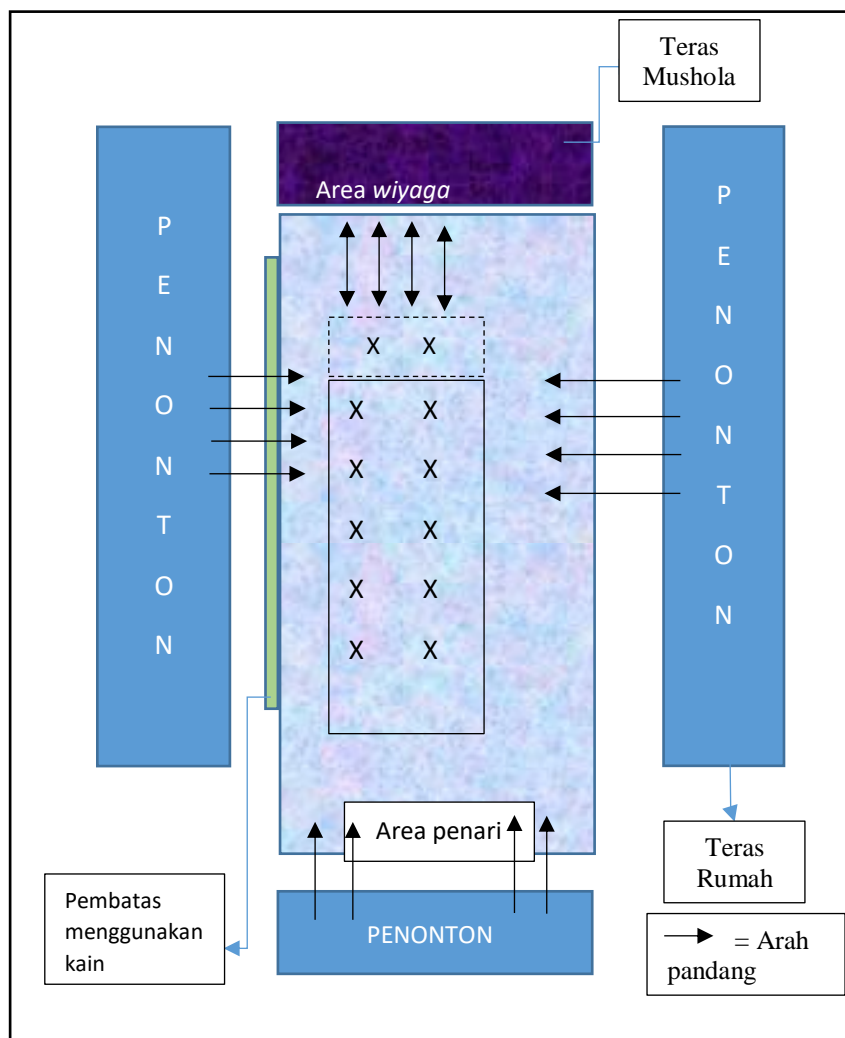 Teras
Mushola
Area wiyaga
P
E
N
O
N
T
O
N
P
E
N
O
N
T
O
N
X X
X X
X X
X X
X X
X X
Area penari
PENONTON
Pembatas
menggunakan
kain
Teras
Rumah
= Arah
pandang